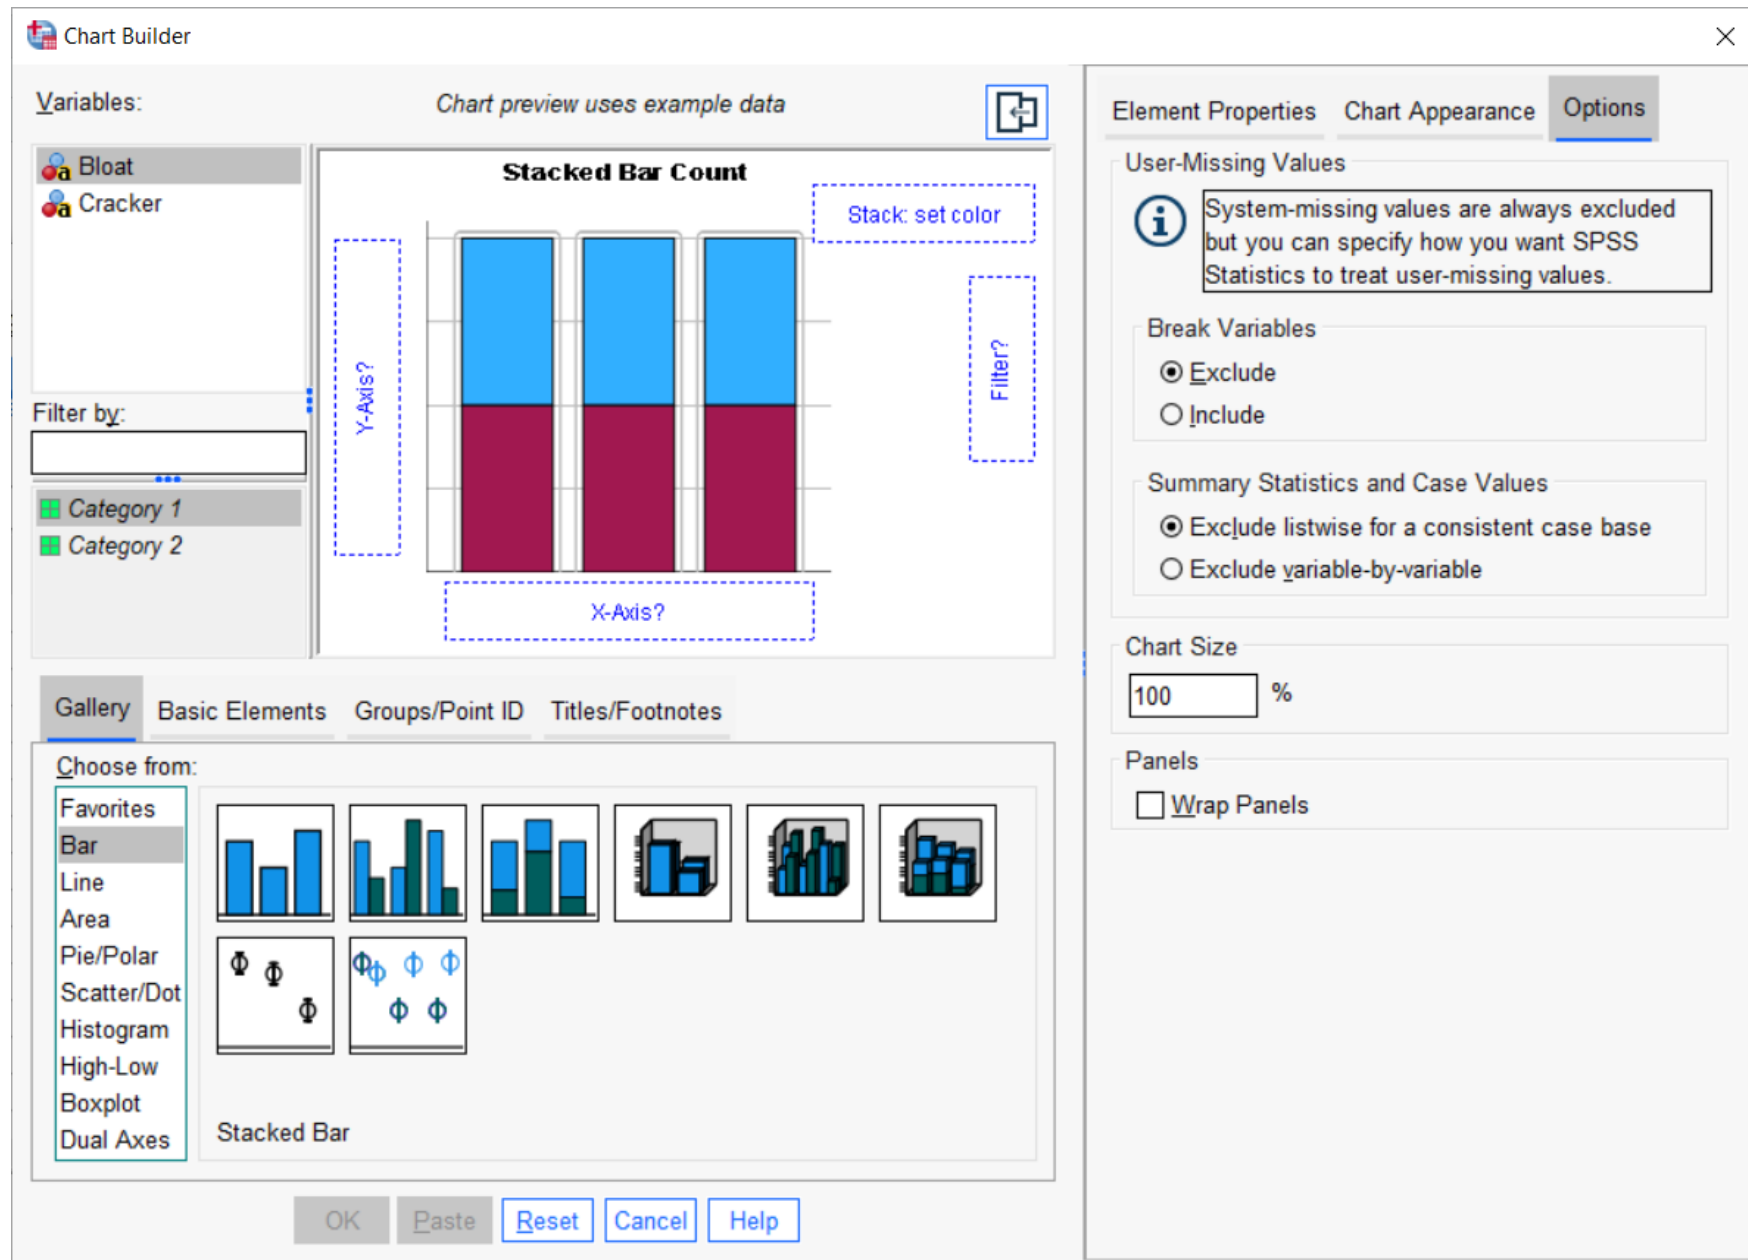 Chart Builder
Variables:
Chart preview uses example data
Bloat
Cracker
Filter by:
Category 1
Category 2
Stacked Bar Count
Stack: set color
Y-Axis?
Filter?
X-Axis?
Gallery
Basic Elements
Groups/Point ID
Titles/Footnotes
Choose from:
Favorites
Bar
Line
Area
Pie/Polar
Scatter/Dot
Histogram
High-Low
Boxplot
Dual Axes
Stacked Bar
OK
Paste
Reset
Cancel
Help
Element Properties
Chart Appearance
Options
User-Missing Values
System-missing values are always excluded
but you can specify how you want SPSS
Statistics to treat user-missing values.
Break Variables
Exclude
Include
Summary Statistics and Case Values
Exclude listwise for a consistent case base
Exclude variable-by-variable
Chart Size
100 %
Panels
Wrap Panels